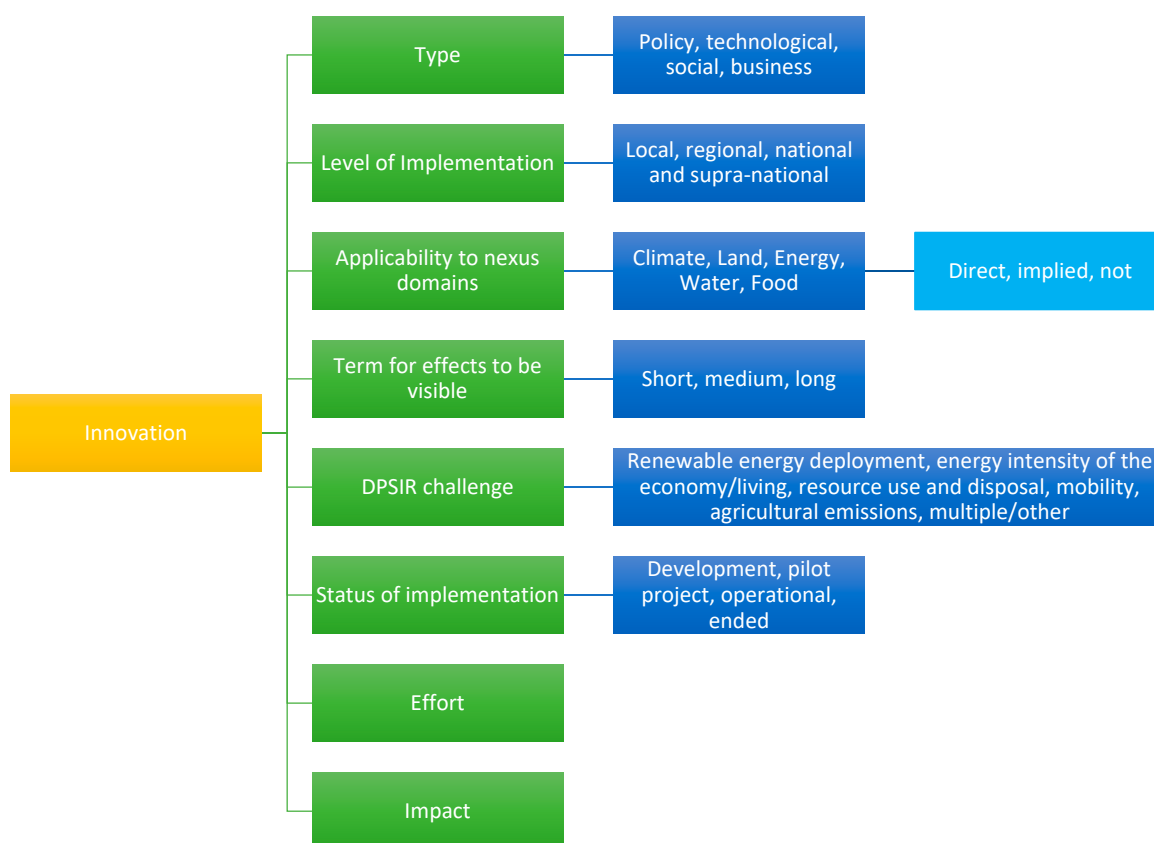 Type
Policy, technological,
social, business
Level of Implementation
Local, regional, national
and supra-national
Applicability to nexus
domains
Climate, Land, Energy,
Water, Food
Direct, implied, not
Term for effects to be
visible
Short, medium, long
Innovation
DPSIR challenge
Renewable energy deployment, energy intensity of the
economy/living, resource use and disposal, mobility,
agricultural emissions, multiple/other
Status of implementation
Development, pilot
project, operational,
ended
Effort
Impact